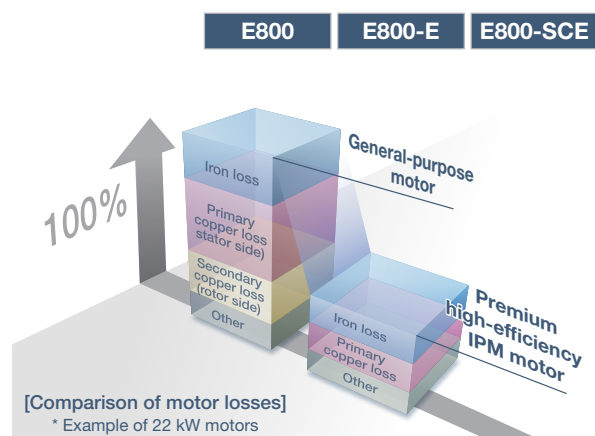 E800 E800-E E800-SCE
General-purpose
motor
100%
Iron loss
Primary
copper loss
stator side)
Secondary
copper loss
(rotor side)
Other
Premium
high-efficiency
IPM motor
Iron loss
Primary
copper loss
Other
[Comparison of motor losses]
* Example of 22 kW motors